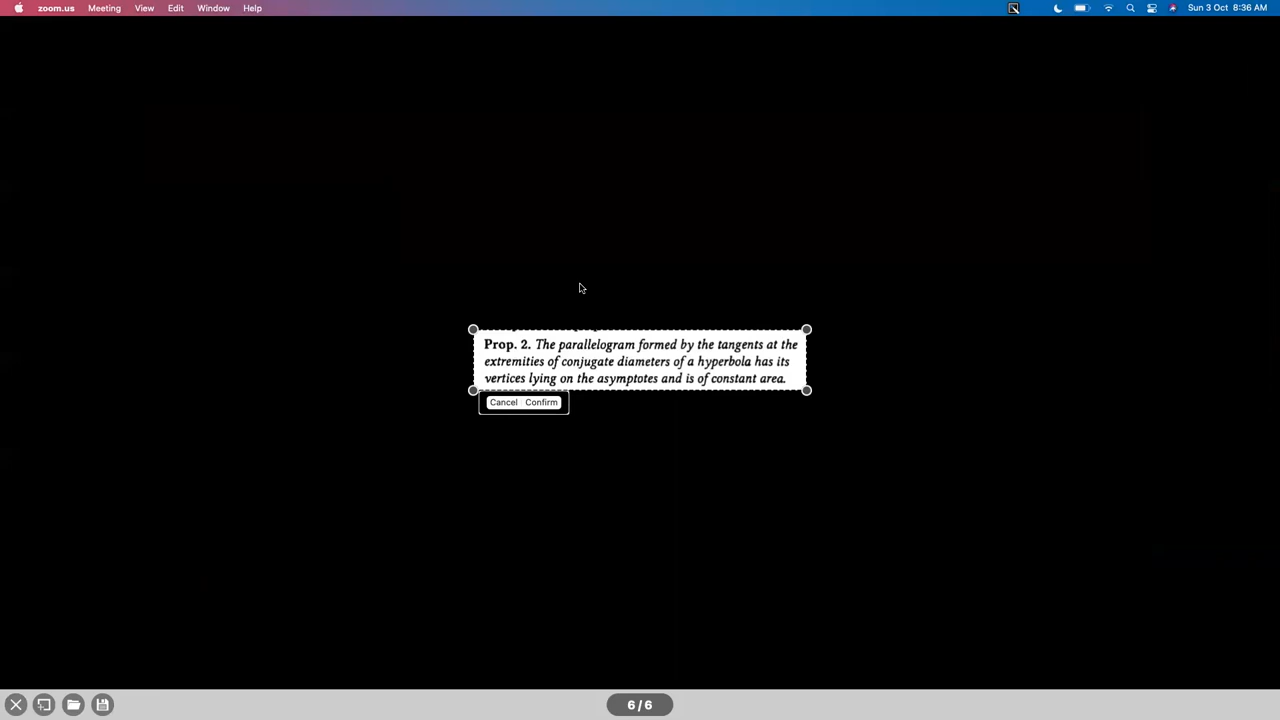 zoom.us Meeting View Edit Window Help Sun 3 Oct 8:36 AM
Prop. 2. The parallelogram formed by the tangents at the
extremities of conjugate diameters of a hyperbola has its
vertices lying on the asymptotes and is of constant area.
Cancel Confirm
6 / 6